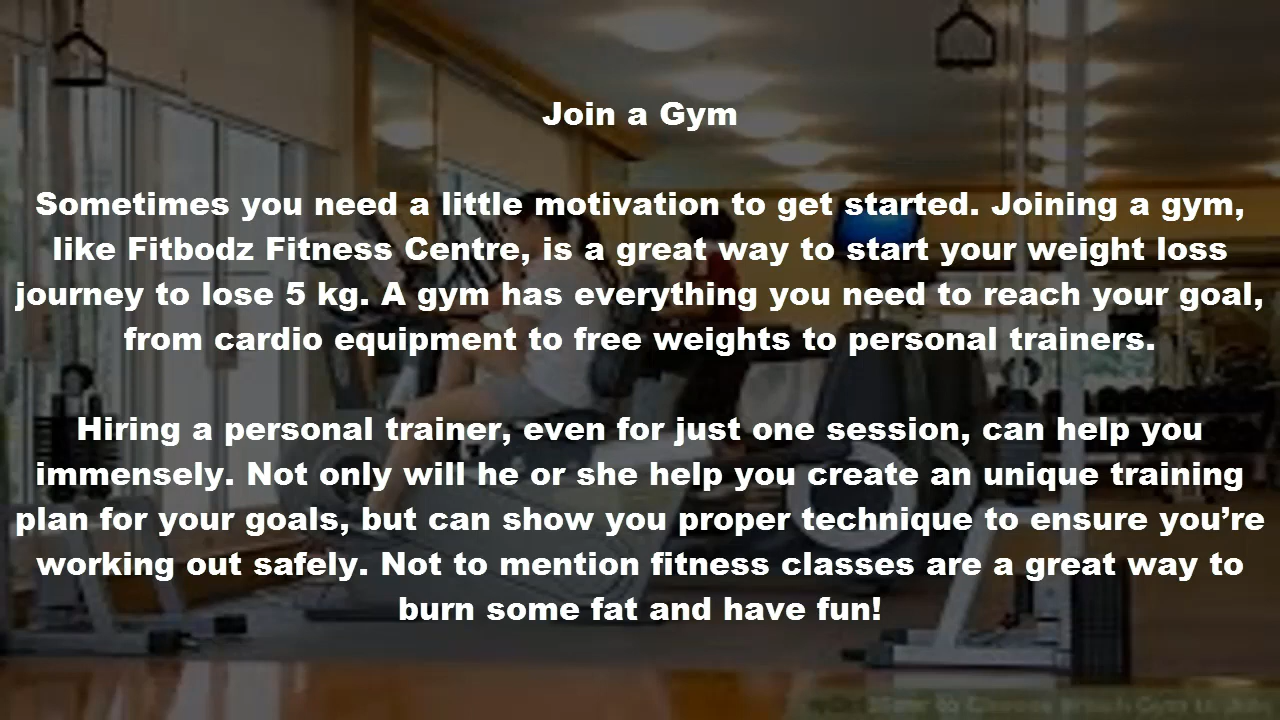 Join a Gym
Sometimes you need a little motivation to get started. Joining a gym,
like Fitbodz Fitness Centre, is a great way to start your weight loss
journey to lose 5 kg. A gym has everything you need to reach your goal,
from cardio equipment to free weights to personal trainers.
Hiring a personal trainer, even for just one session, can help you
immensely. Not only will he or she help you create an unique training
plan for your goals, but can show you proper technique to ensure you’re
working out safely. Not to mention fitness classes are a great way to
burn some fat and have fun!